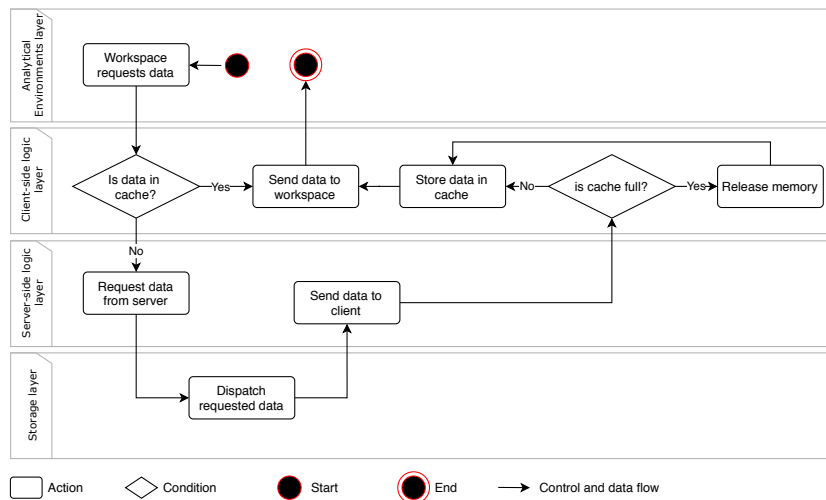 Analytical
Environments layer
Workspace
requests data
Client-side logic
layer
Is data in
cache?
Yes
Send data to
workspace
Store data in
cache
No
is cache full?
Yes
Release memory
No
Server-side logic
layer
Request data
from server
Send data to
client
Storage layer
Dispatch
requested data
Action
Condition
Start
End
Control and data flow